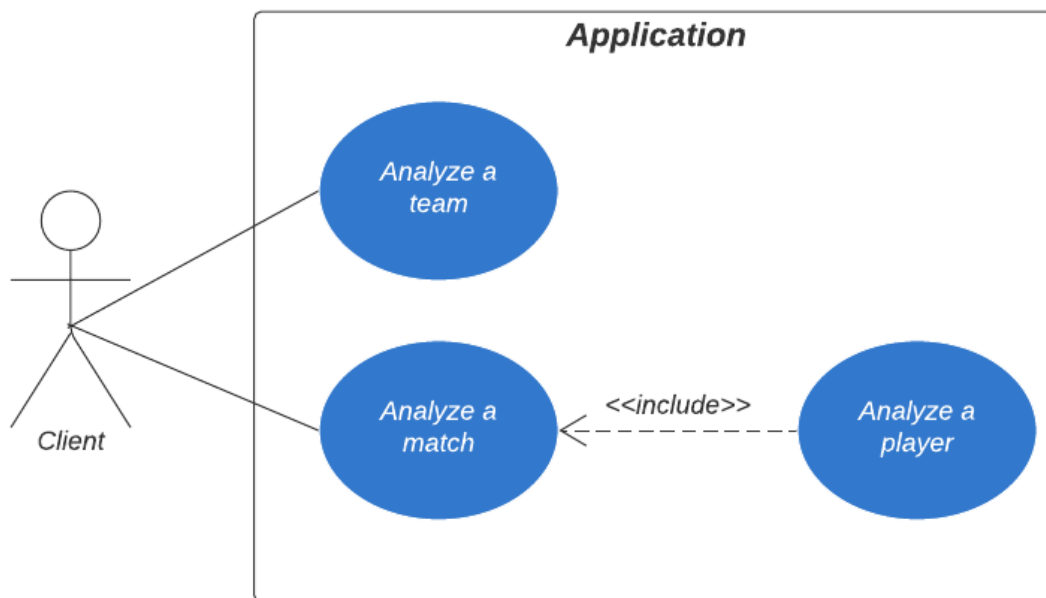 Application
Analyze a
team
Analyze a
match
<<include>>
Analyze a
player
Client